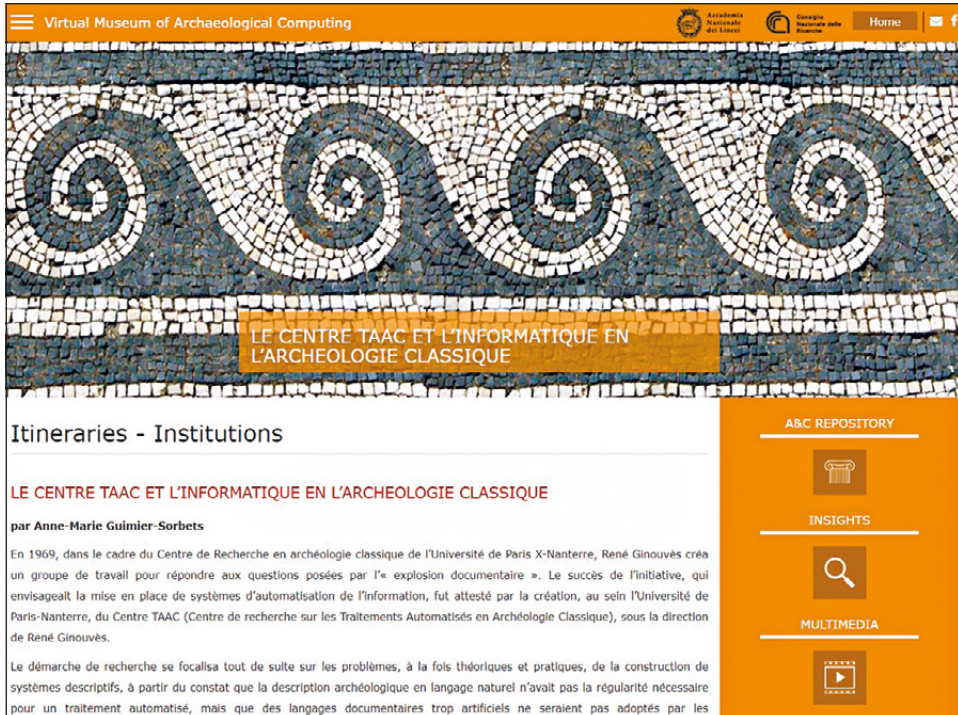 Virtual Museum of Archaeological Computing
Accademia
Nazionale
dei Lincei
Consiglio
Nazionale delle
Ricerche
Home
LE CENTRE TAAC ET L'INFORMATIQUE EN
L'ARCHEOLOGIE CLASSIQUE
Itineraries - Institutions
LE CENTRE TAAC ET L'INFORMATIQUE EN L'ARCHEOLOGIE CLASSIQUE
par Anne-Marie Guimier-Sorbets
En 1969, dans le cadre du Centre de Recherche en archéologie classique de l'Université de Paris X-Nanterre, René Ginouvès créa
un groupe de travail pour répondre aux questions posées par l'« explosion documentaire ». Le succès de l'initiative, qui
envisageait la mise en place de systèmes d'automatisation de l'information, fut attesté par la création, au sein l'Université de
Paris-Nanterre, du Centre TAAC (Centre de recherche sur les Traitements Automatisés en Archéologie Classique), sous la direction
de René Ginouvès.
Le démarche de recherche se focalisa tout de suite sur les problèmes, à la fois théoriques et pratiques, de la construction de
systèmes descriptifs, à partir du constat que la description archéologique en langage naturel n'avait pas la régularité nécessaire
pour un traitement automatisé, mais que des langages documentaires trop artificiels ne seraient pas adoptés par les
A&C REPOSITORY
INSIGHTS
MULTIMEDIA